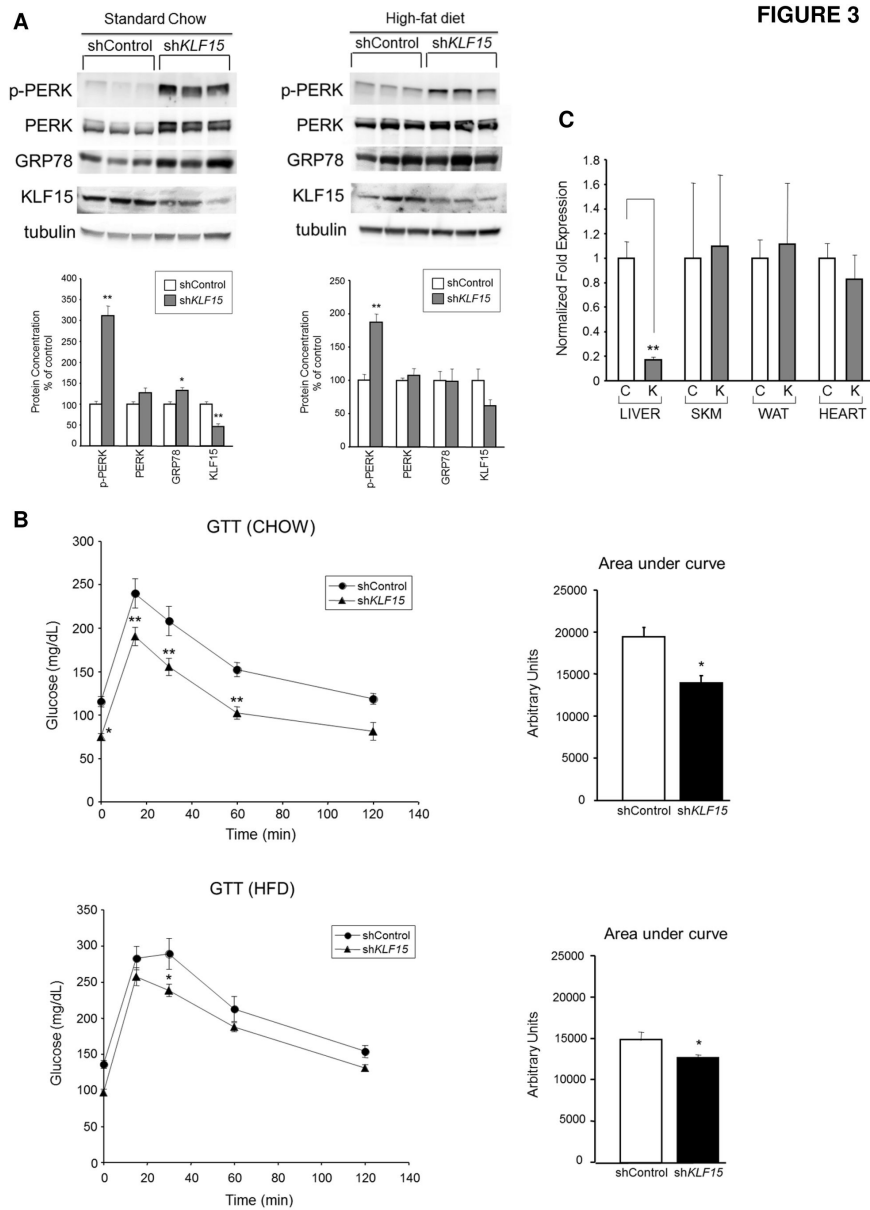 FIGURE 3
A
Standard Chow
shControl shKLF15
p-PERK
PERK
GRP78
KLF15
tubulin
High-fat diet
shControl shKLF15
p-PERK
PERK
GRP78
KLF15
tubulin
Protein Concentration
% of control
400
350
300
250
200
150
100
50
0
shControl
shKLF15
**
*
**
p-PERK
PERK
GRP78
KLF15
Protein Concentration
% of control
250
200
150
100
50
0
shControl
shKLF15
**
p-PERK
PERK
GRP78
KLF15
C
Normalized Fold Expression
1.8
1.6
1.4
1.2
1
0.8
0.6
0.4
0.2
0
**
C K C K C K C K
LIVER SKM WAT HEART
B
GTT (CHOW)
Glucose (mg/dL)
300
250
200
150
100
50
0
shControl
shKLF15
**
**
**
*
0 20 40 60 80 100 120 140
Time (min)
Area under curve
Arbitrary Units
25000
20000
15000
10000
5000
0
*
shControl shKLF15
GTT (HFD)
Glucose (mg/dL)
350
300
250
200
150
100
50
0
shControl
shKLF15
*
0 20 40 60 80 100 120 140
Time (min)
Area under curve
Arbitrary Units
25000
20000
15000
10000
5000
0
*
shControl shKLF15